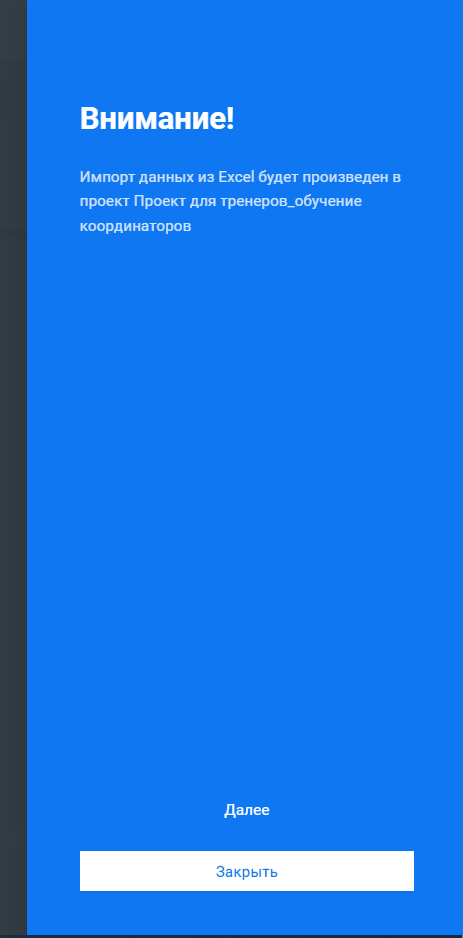 Внимание!
Импорт данных из Excel будет произведен в
проект Проект для тренеров_обучение
координаторов
Далее
Закрыть